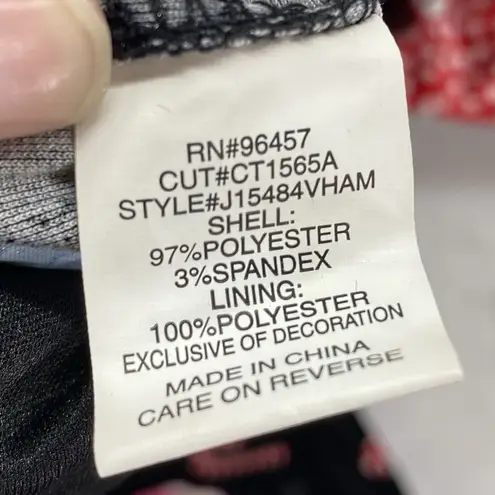 RN#96457
CUT#CT1565A
STYLE#J15484VHAM
SHELL:
97%POLYESTER
3%SPANDEX
LINING:
100%POLYESTER
EXCLUSIVE OF DECORATION
MADE IN CHINA
CARE ON REVERSE